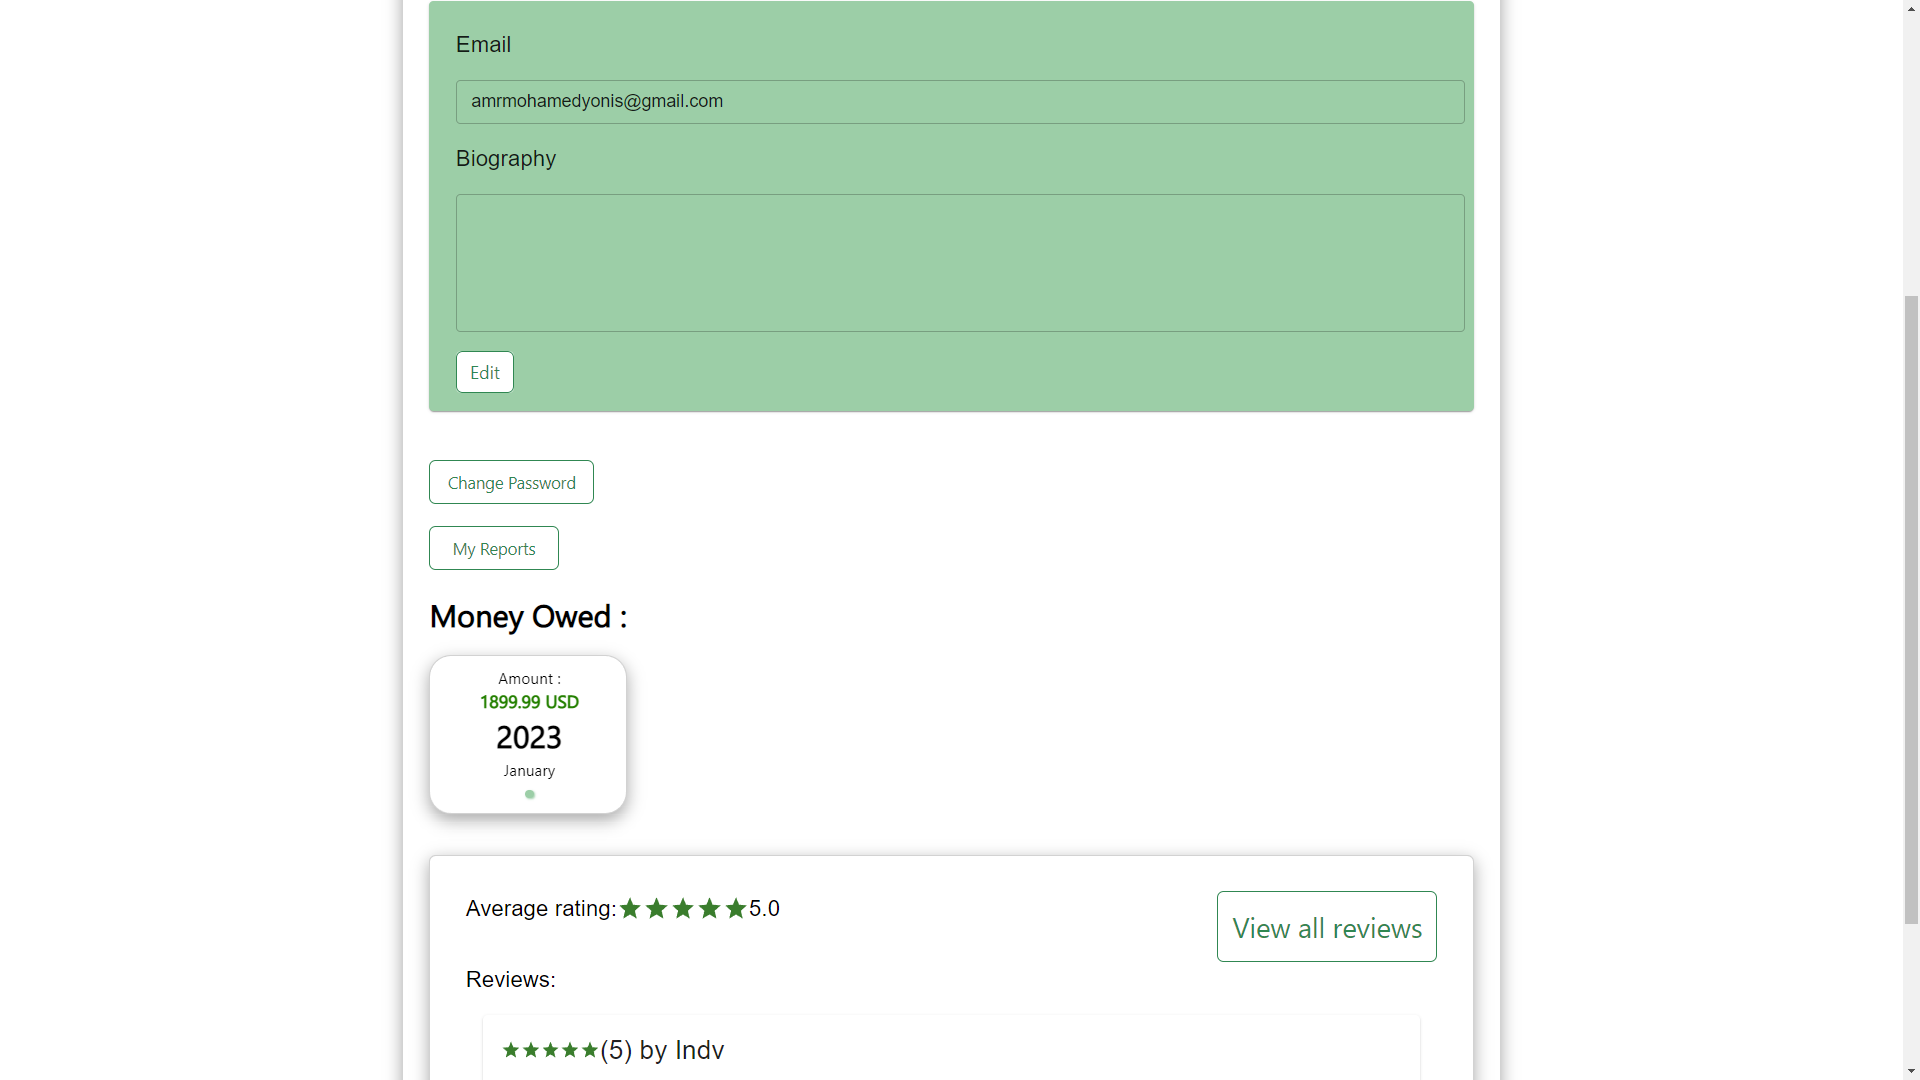 Email
amrmohamedyonis@gmail.com
Biography
Edit
Change Password
My Reports
Money Owed :
Amount :
1899.99 USD
2023
January
Average rating:★★★★★5.0
View all reviews
Reviews:
★★★★★(5) by Indv